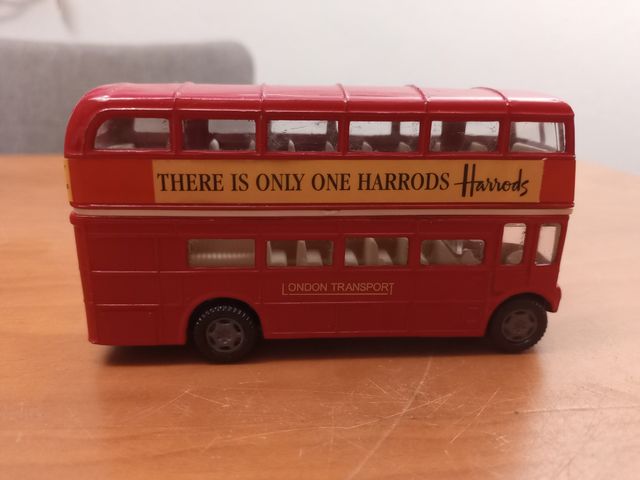 THERE IS ONLY ONE HARRODS Harrods
LONDON TRANSPORT